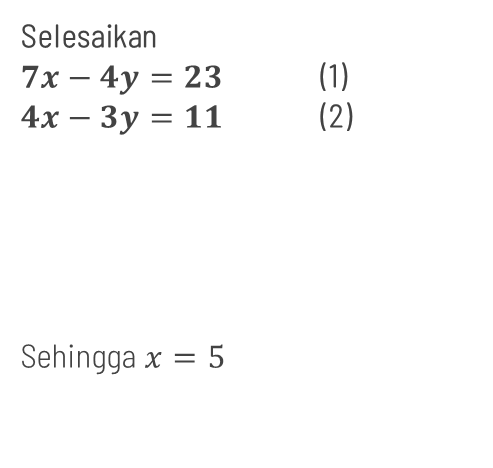 Selesaikan
7x − 4y = 23 (1)
4x − 3y = 11 (2)
Sehingga x = 5